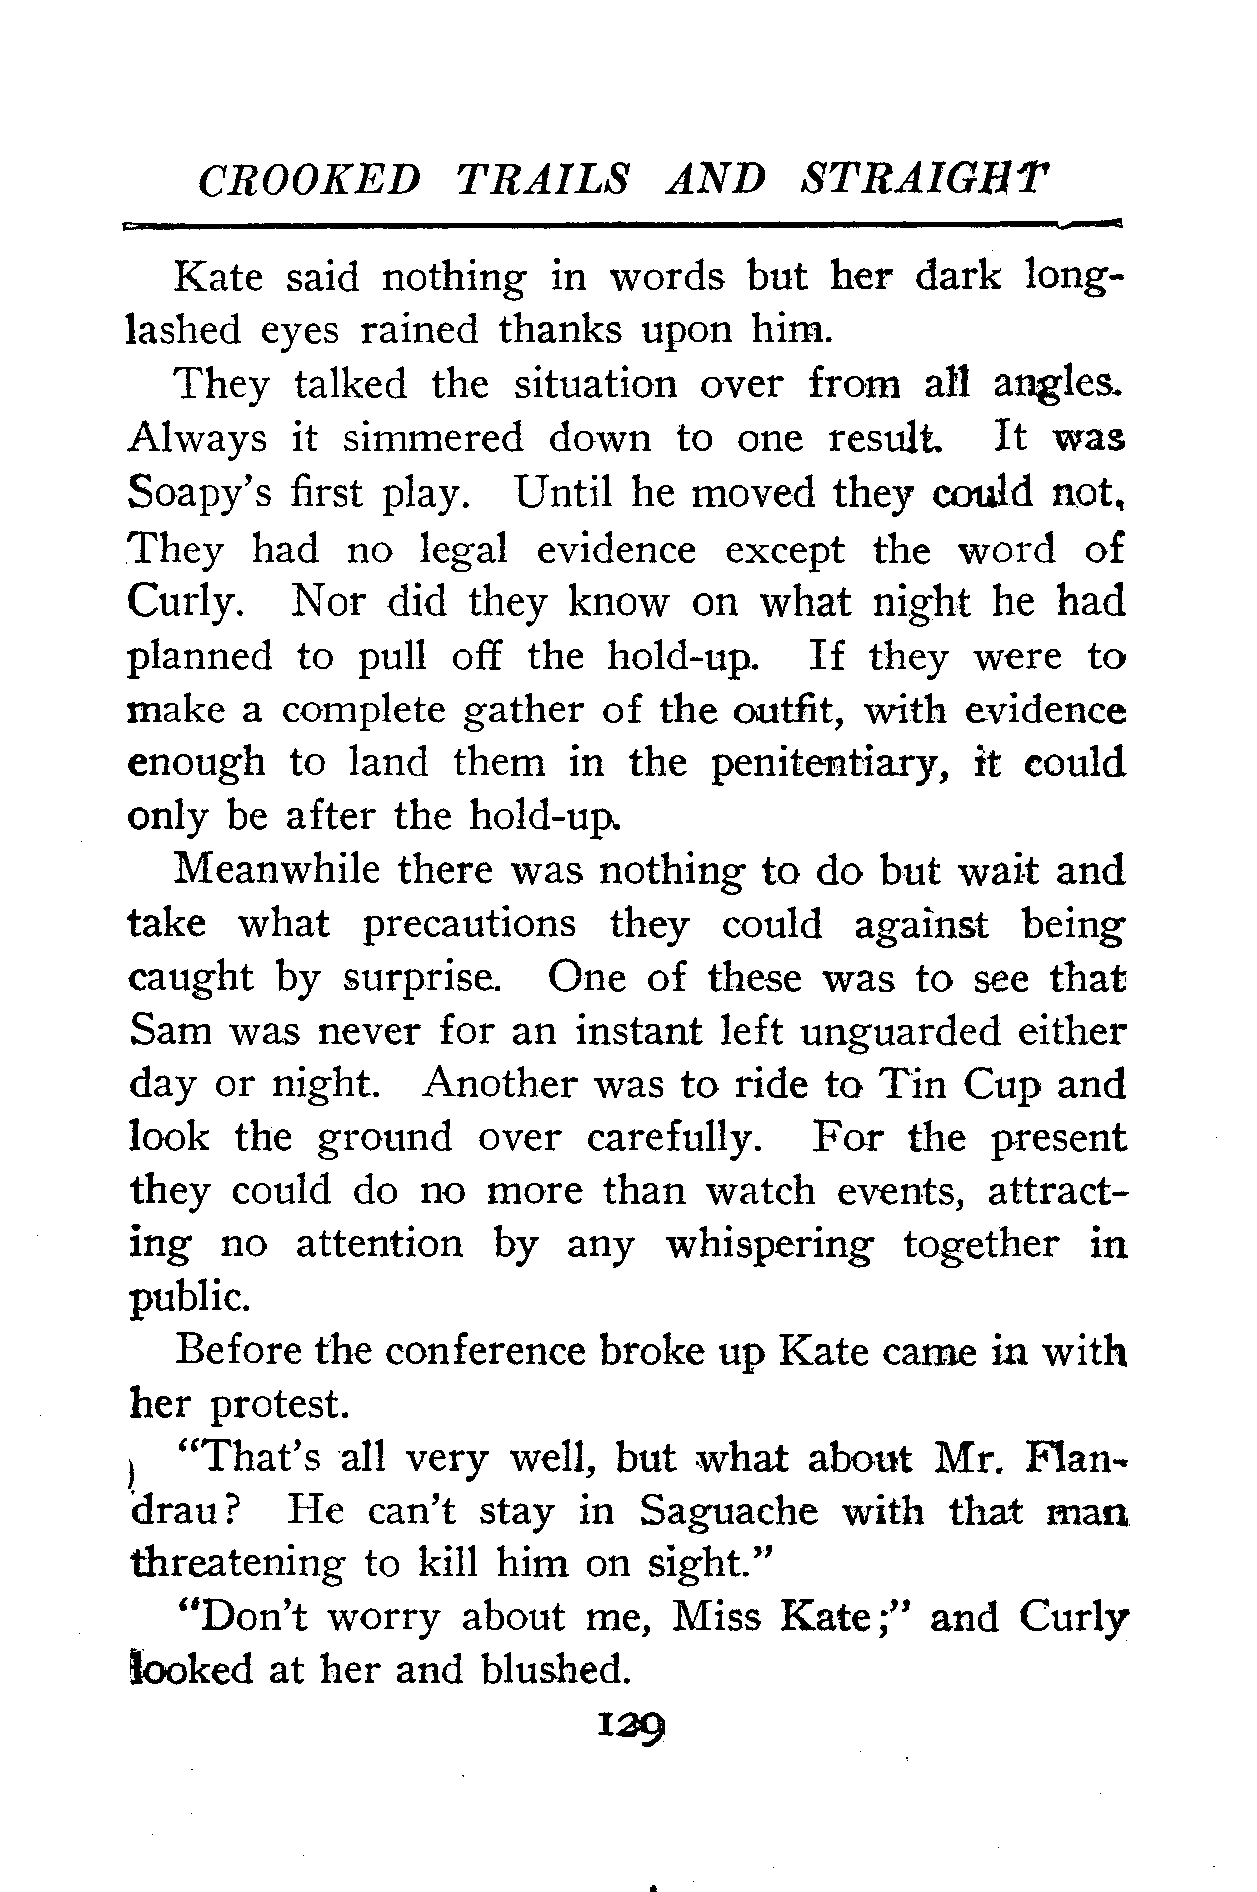 CROOKED TRAILS AND STRAIGHT
Kate said nothing in words but her dark long-
lashed eyes rained thanks upon him.
They talked the situation over from all angles.
Always it simmered down to one result. It was
Soapy's first play. Until he moved they could not,
They had no legal evidence except the word of
Curly. Nor did they know on what night he had
planned to pull off the hold-up. If they were to
make a complete gather of the outfit, with evidence
enough to land them in the penitentiary, it could
only be after the hold-up.
Meanwhile there was nothing to do but wait and
take what precautions they could against being
caught by surprise. One of these was to see that
Sam was never for an instant left unguarded either
day or night. Another was to ride to Tin Cup and
look the ground over carefully. For the present
they could do no more than watch events, attract-
ing no attention by any whispering together in
public.
Before the conference broke up Kate came in with
her protest.
"That's all very well, but what about Mr. Flan-
drau? He can't stay in Saguache with that man
threatening to kill him on sight."
"Don't worry about me, Miss Kate;" and Curly
looked at her and blushed.
129